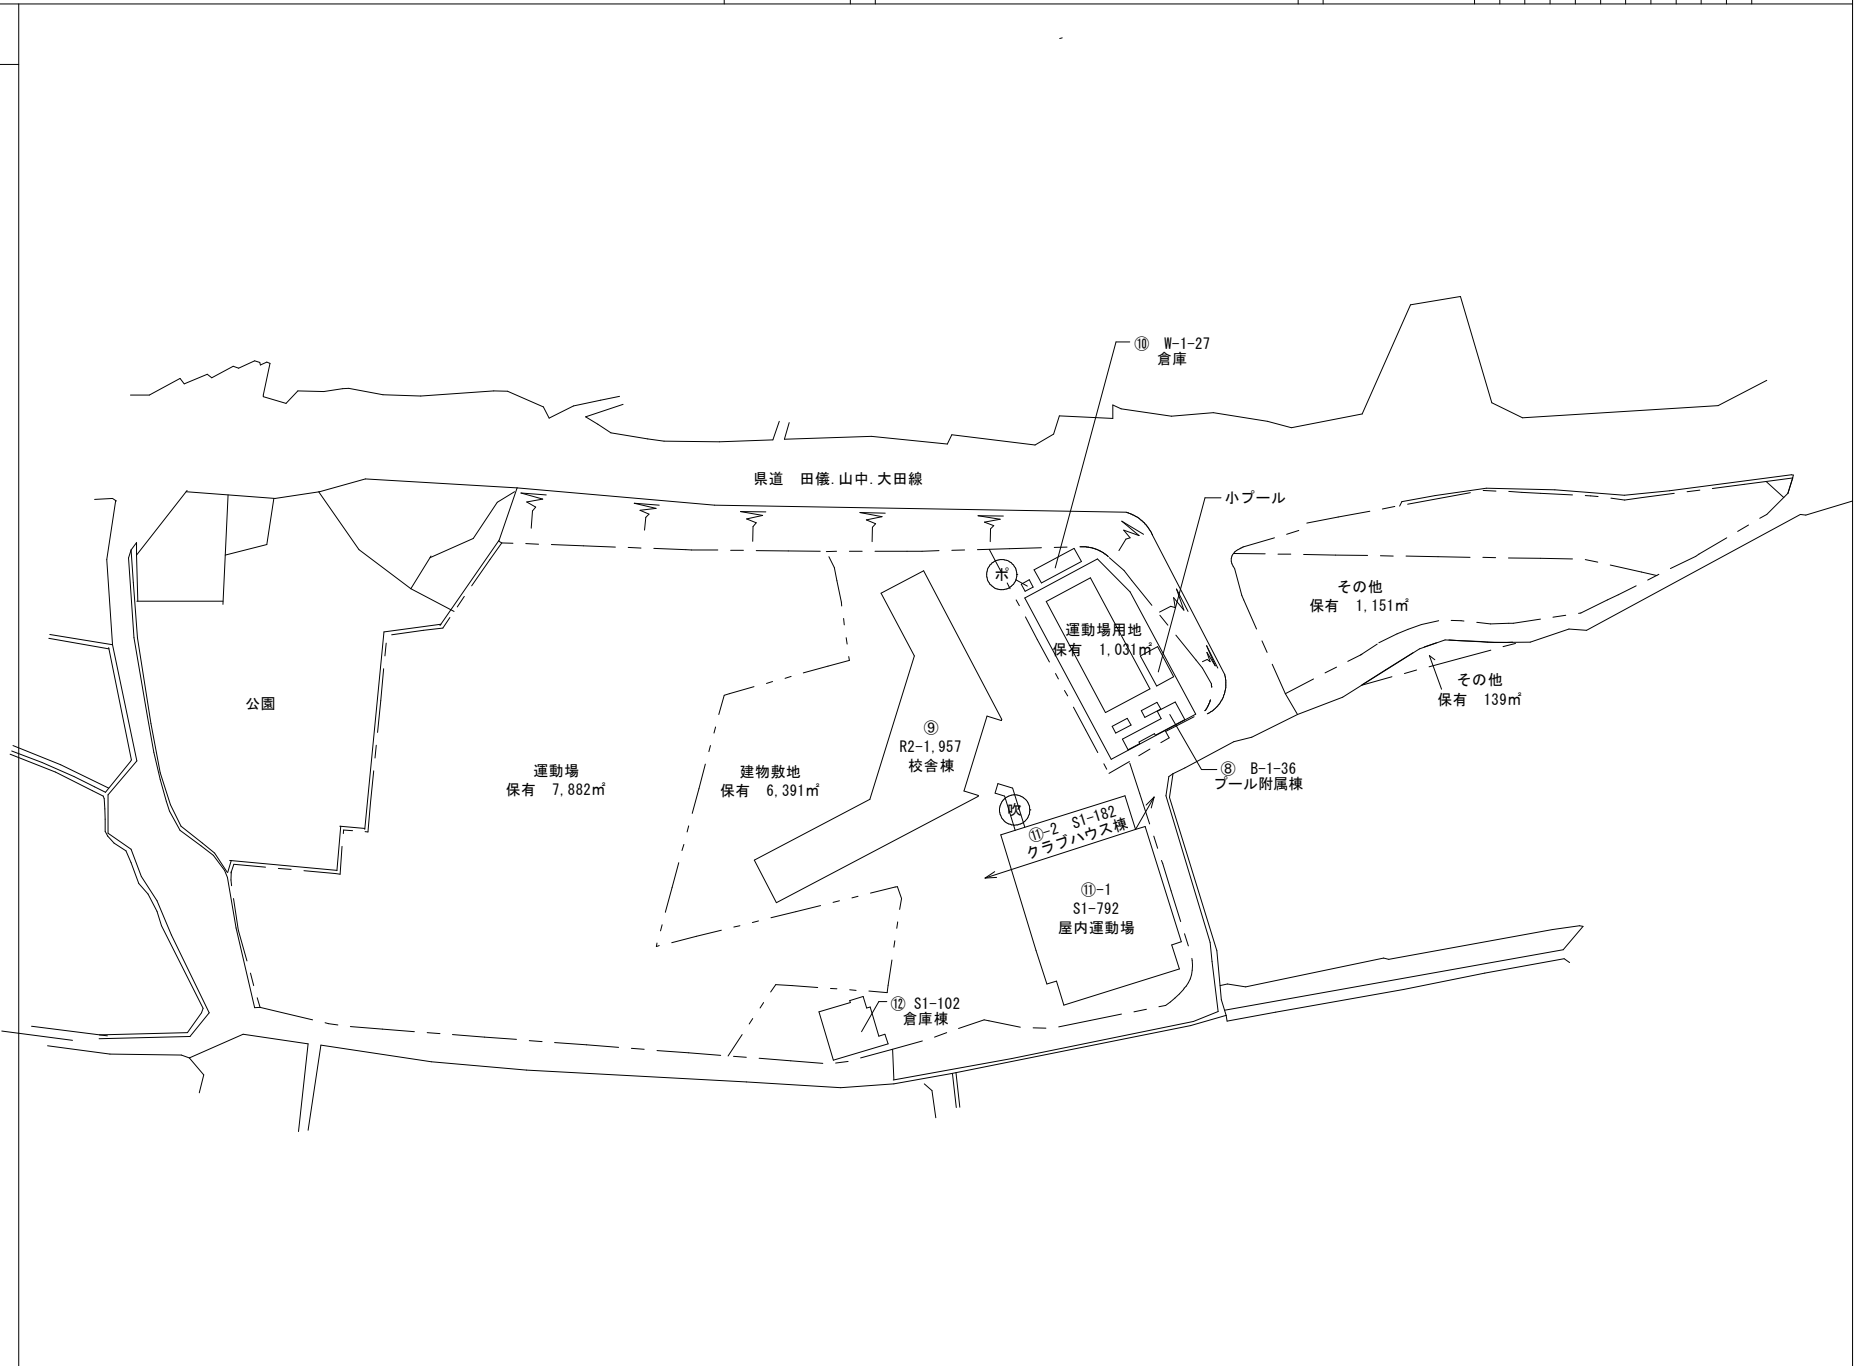 ⑩ W-1-27
倉庫
県道 田儀.山中.大田線
小プール
ポ
その他
保有 1,151㎡
運動場用地
保有 1,031㎡
その他
保有 139㎡
公園
⑨
R2-1,957
校舎棟
運動場
保有 7,882㎡
建物敷地
保有 6,391㎡
⑧ B-1-36
プール附属棟
吹
⑪-2 S1-182
クラブハウス棟
⑪-1
S1-792
屋内運動場
⑫ S1-102
倉庫棟